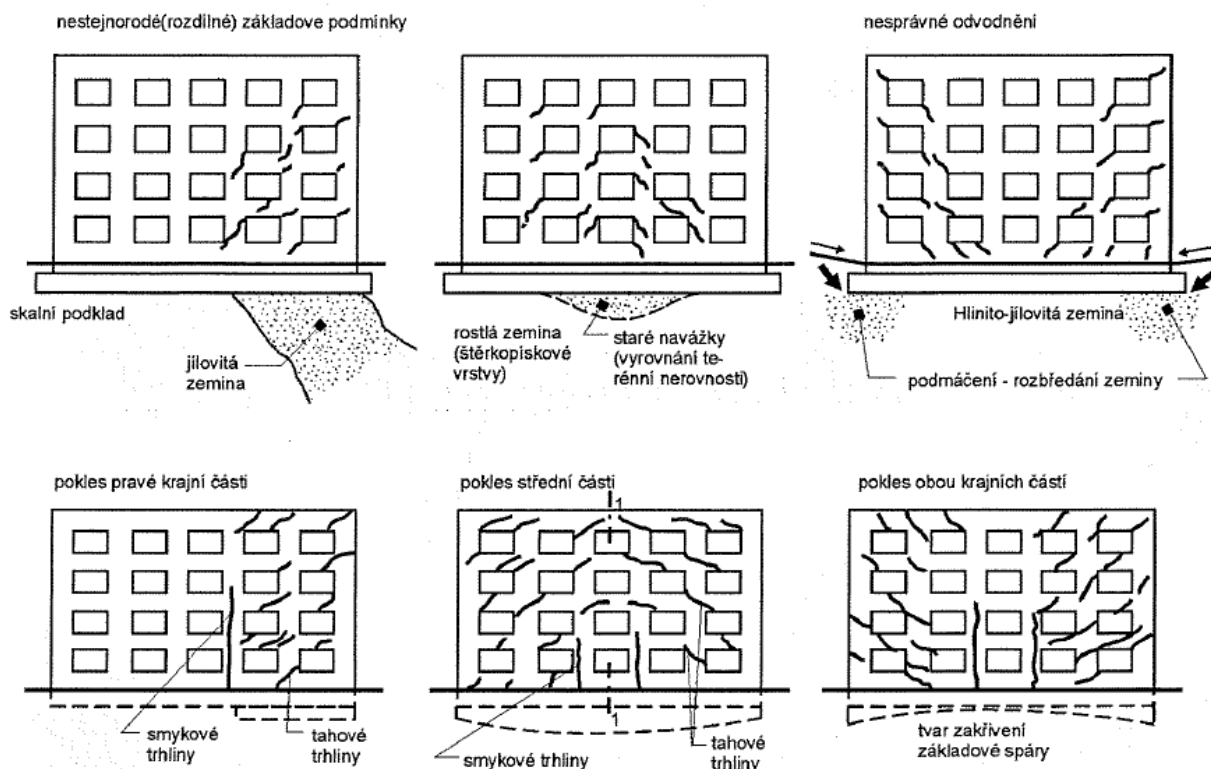 nestejnorodé(rozdílné) základove podmínky
nesprávné odvodnění
skalní podklad
jílovitá
zemina
rostlá zemina
(štěrkopískové
vrstvy)
staré navážky
(vyrovnání te-
rénní nerovnosti)
Hlinito-jílovitá zemina
podmáčení - rozbředání zeminy
pokles pravé krajní části
pokles střední části
pokles obou krajních částí
1
1
smykové
trhliny
tahové
trhliny
smykové trhliny
tahové
trhliny
tvar zakřivení
základové spáry